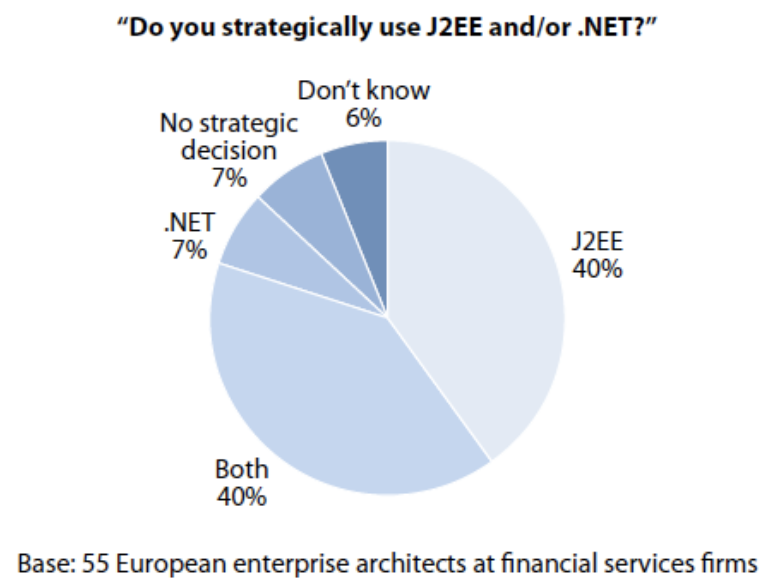 “Do you strategically use J2EE and/or .NET?”
Don’t know
6%
No strategic
decision
7%
.NET
7%
J2EE
40%
Both
40%
Base: 55 European enterprise architects at financial services firms